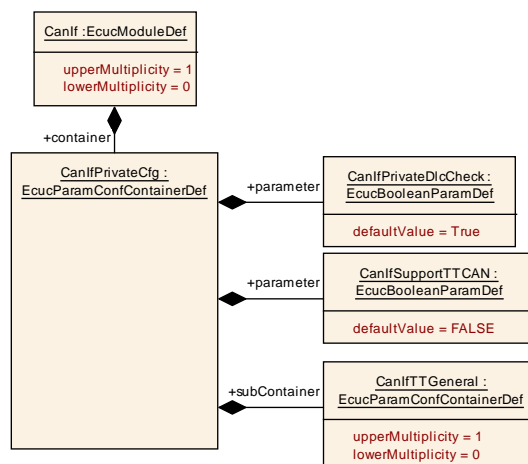 CanIf :EcucModuleDef
upperMultiplicity = 1
lowerMultiplicity = 0
+container
CanIfPrivateCfg :
EcucParamConfContainerDef
+parameter
CanIfPrivateDlcCheck :
EcucBooleanParamDef
defaultValue = True
+parameter
CanIfSupportTTCAN :
EcucBooleanParamDef
defaultValue = FALSE
+subContainer
CanIfTTGeneral :
EcucParamConfContainerDef
upperMultiplicity = 1
lowerMultiplicity = 0